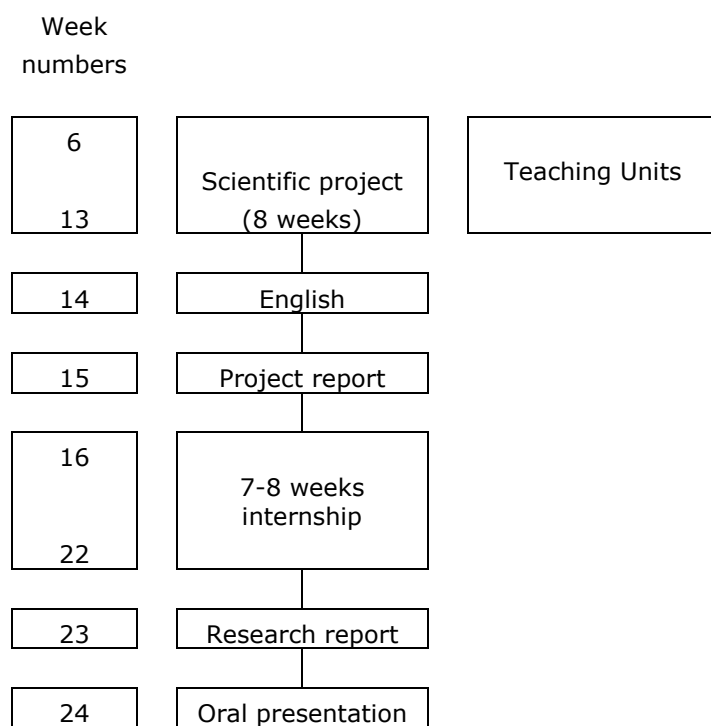 Week
numbers
6
Scientific project
(8 weeks)
13
Teaching Units
14
English
15
Project report
16
7-8 weeks
internship
22
23
Research report
24
Oral presentation